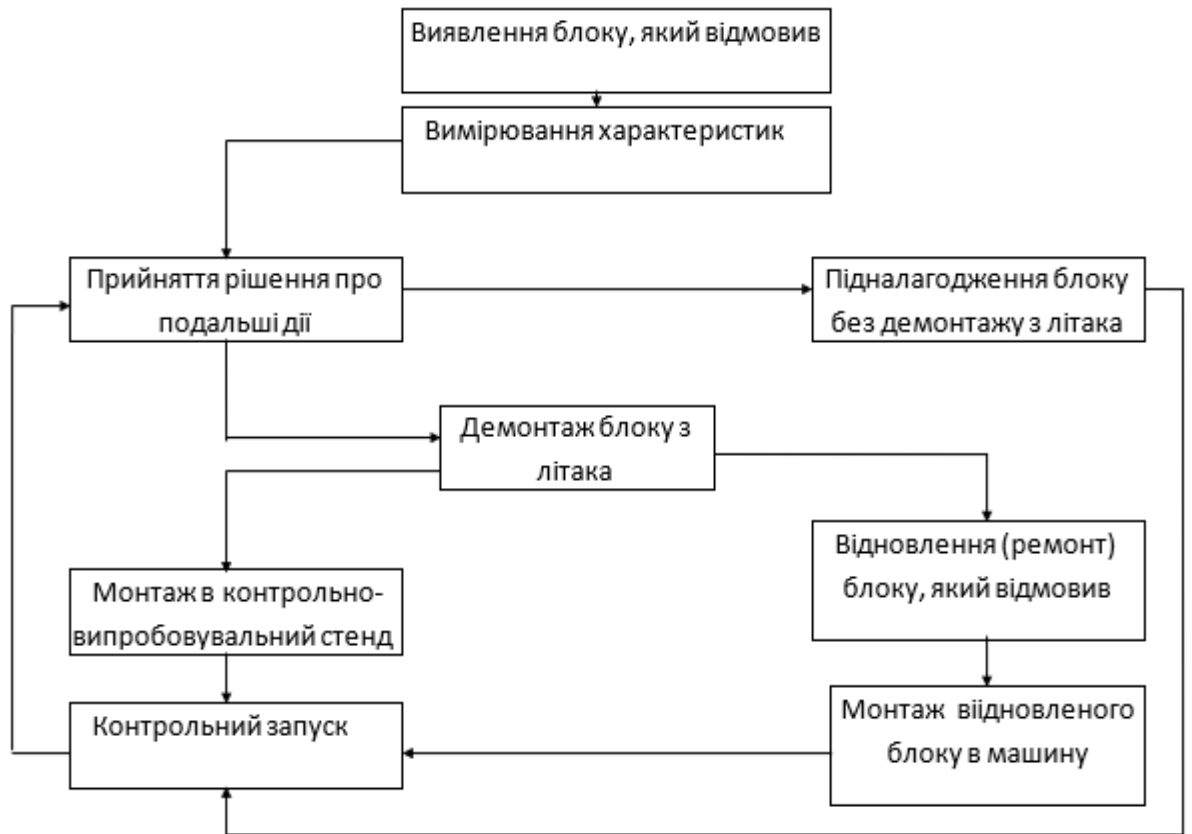 Виявлення блоку, який відмовив
Вимірювання характеристик
Прийняття рішення про
подальші дії
Підналагодження блоку
без демонтажу з літака
Демонтаж блоку з
літака
Відновлення (ремонт)
блоку, який відмовив
Монтаж в контрольно-
випробовувальний стенд
Монтаж віідновленого
блоку в машину
Контрольний запуск